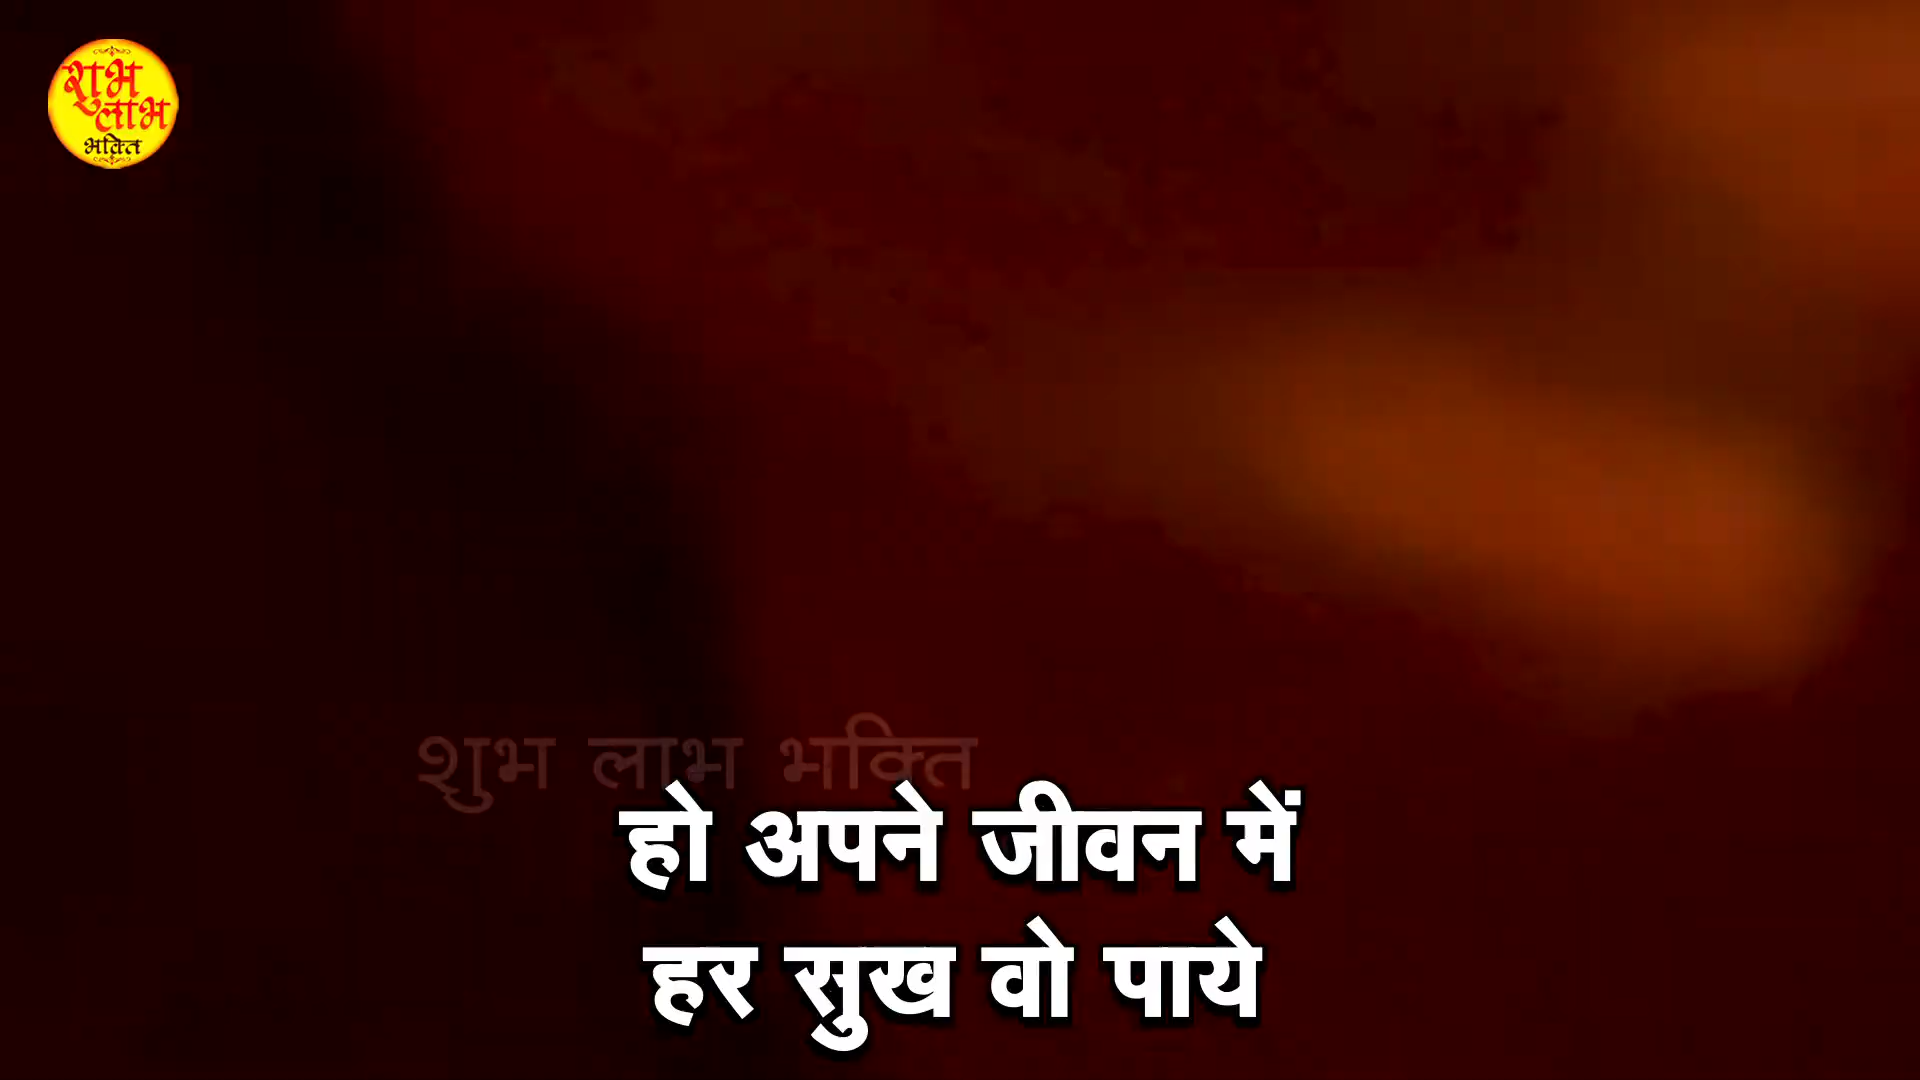 शुभ
लाभ
भक्ति
शुभ लाभ भक्ति
हो अपने जीवन में
हर सुख वो पाये